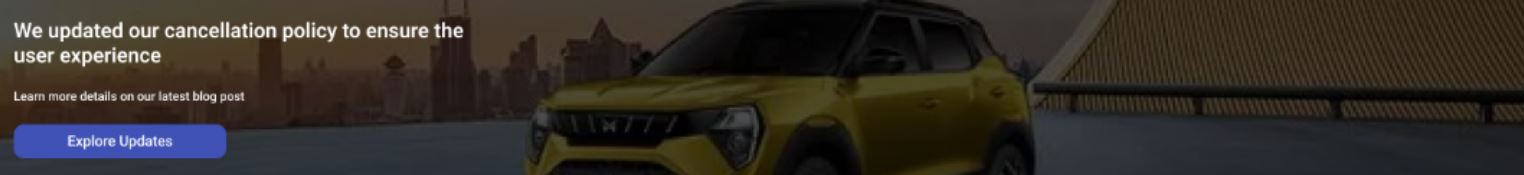 We updated our cancellation policy to ensure the
user experience
Learn more details on our latest blog post
Explore Updates